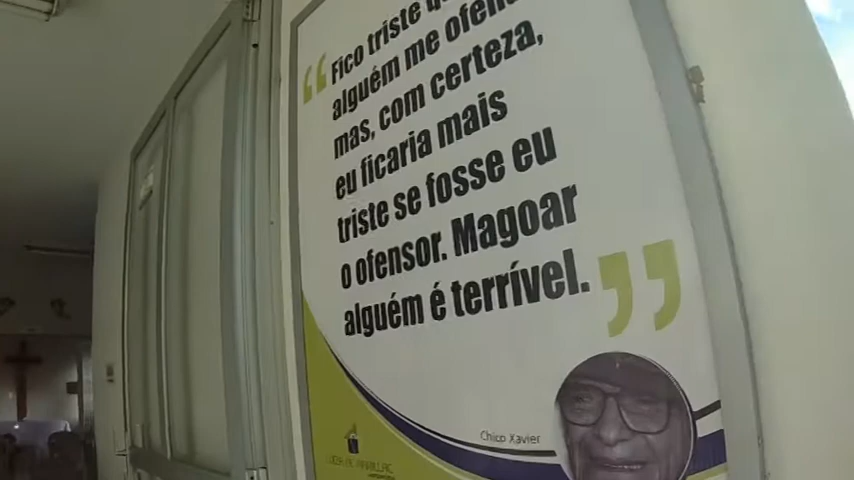 “Fico triste
alguém me ofen
mas, com certeza,
eu ficaria mais
triste se fosse eu
o ofensor. Magoar
alguém é terrível.”
Chico Xavier